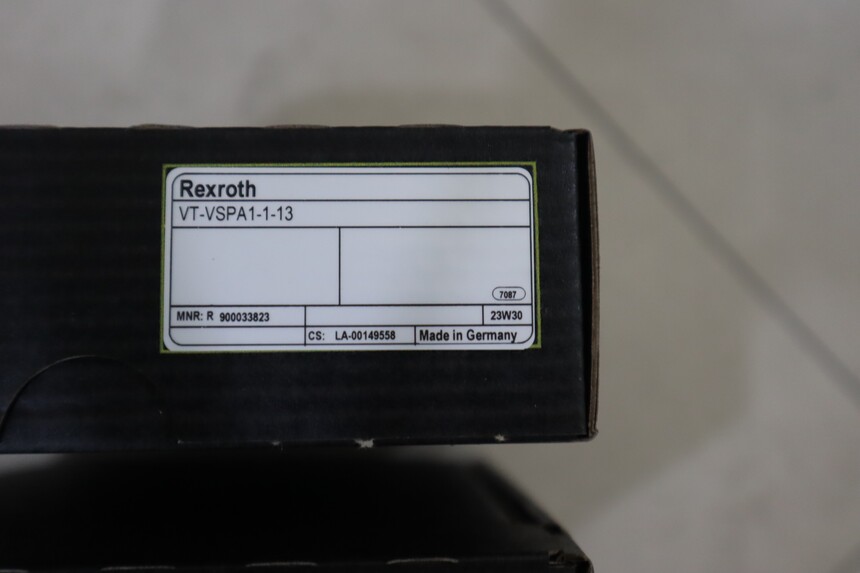 Rexroth
VT-VSPA1-1-13
7087
MNR: R 900033823 23W30
CS: LA-00149558 Made in Germany